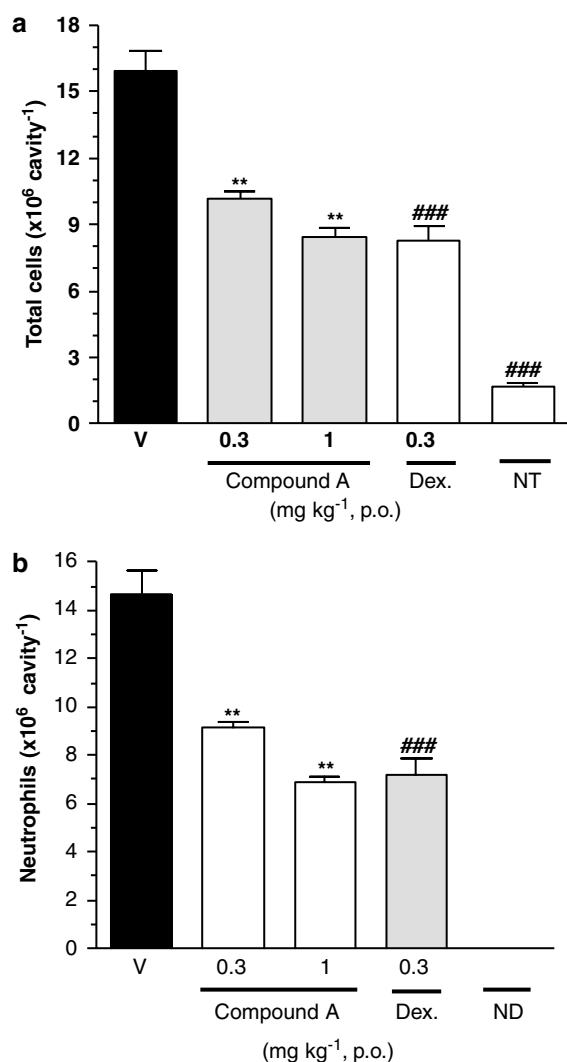 a
Total cells (x10⁶ cavity⁻¹)
18
15
12
9
6
3
0
**
**
###
###
V 0.3 1 0.3
Compound A Dex. NT
(mg kg⁻¹, p.o.)
b
Neutrophils (x10⁶ cavity⁻¹)
16
14
12
10
8
6
4
2
0
**
**
###
V 0.3 1 0.3
Compound A Dex. ND
(mg kg⁻¹, p.o.)